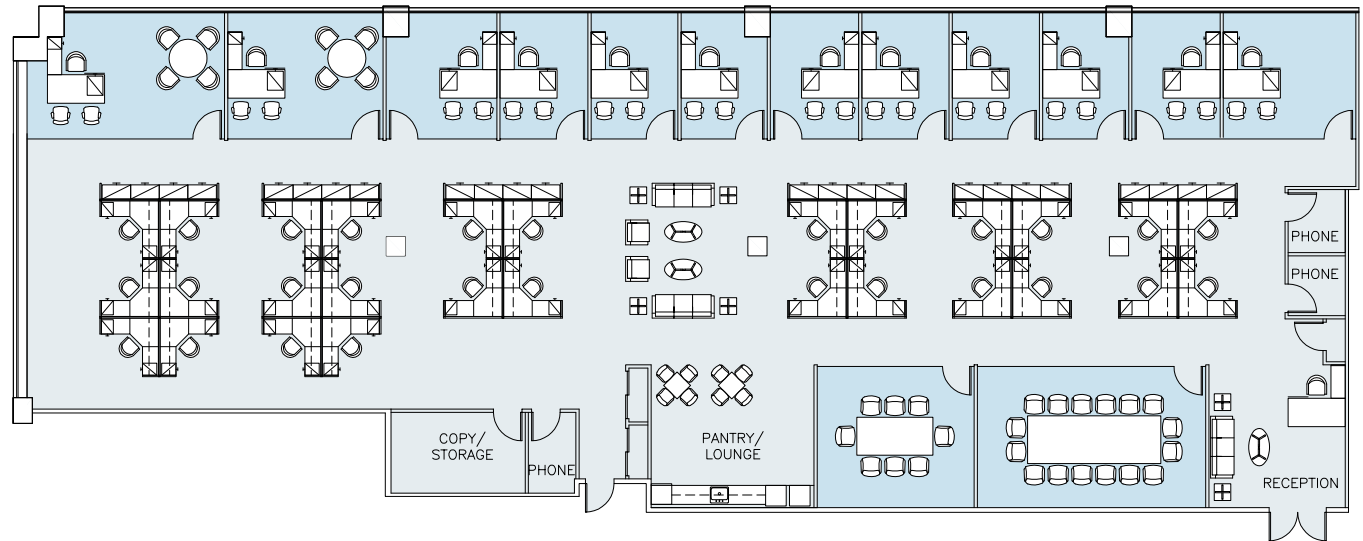 PHONE
PHONE
COPY/
STORAGE
PHONE
PANTRY/
LOUNGE
RECEPTION